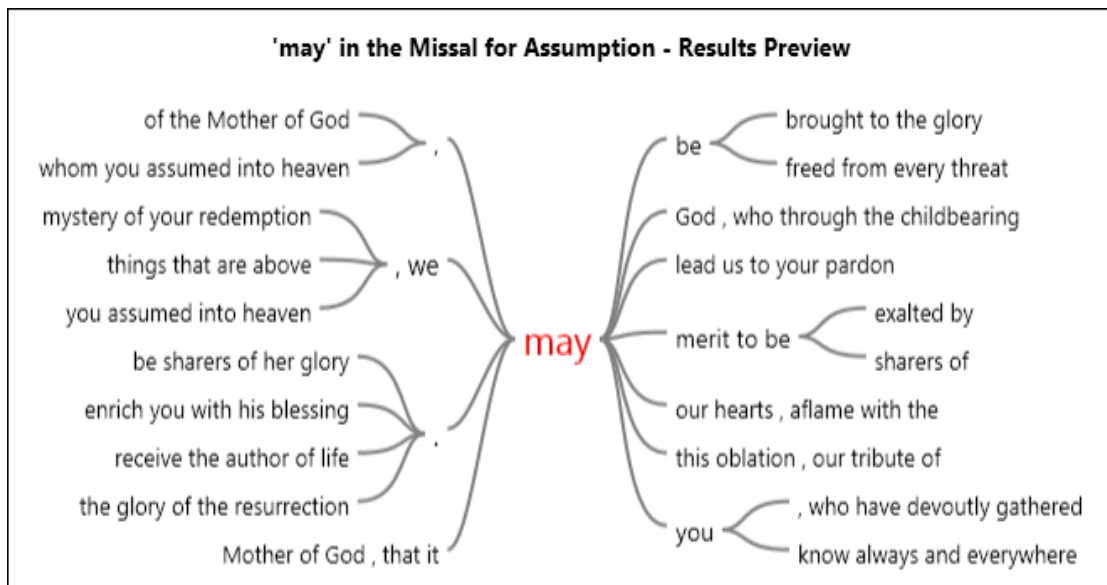 'may' in the Missal for Assumption - Results Preview
of the Mother of God
whom you assumed into heaven
,
mystery of your redemption
things that are above
you assumed into heaven
, we
be sharers of her glory
enrich you with his blessing
receive the author of life
the glory of the resurrection
.
Mother of God , that it
may
be
brought to the glory
freed from every threat
God , who through the childbearing
lead us to your pardon
merit to be
exalted by
sharers of
our hearts , aflame with the
this oblation , our tribute of
you
, who have devoutly gathered
know always and everywhere